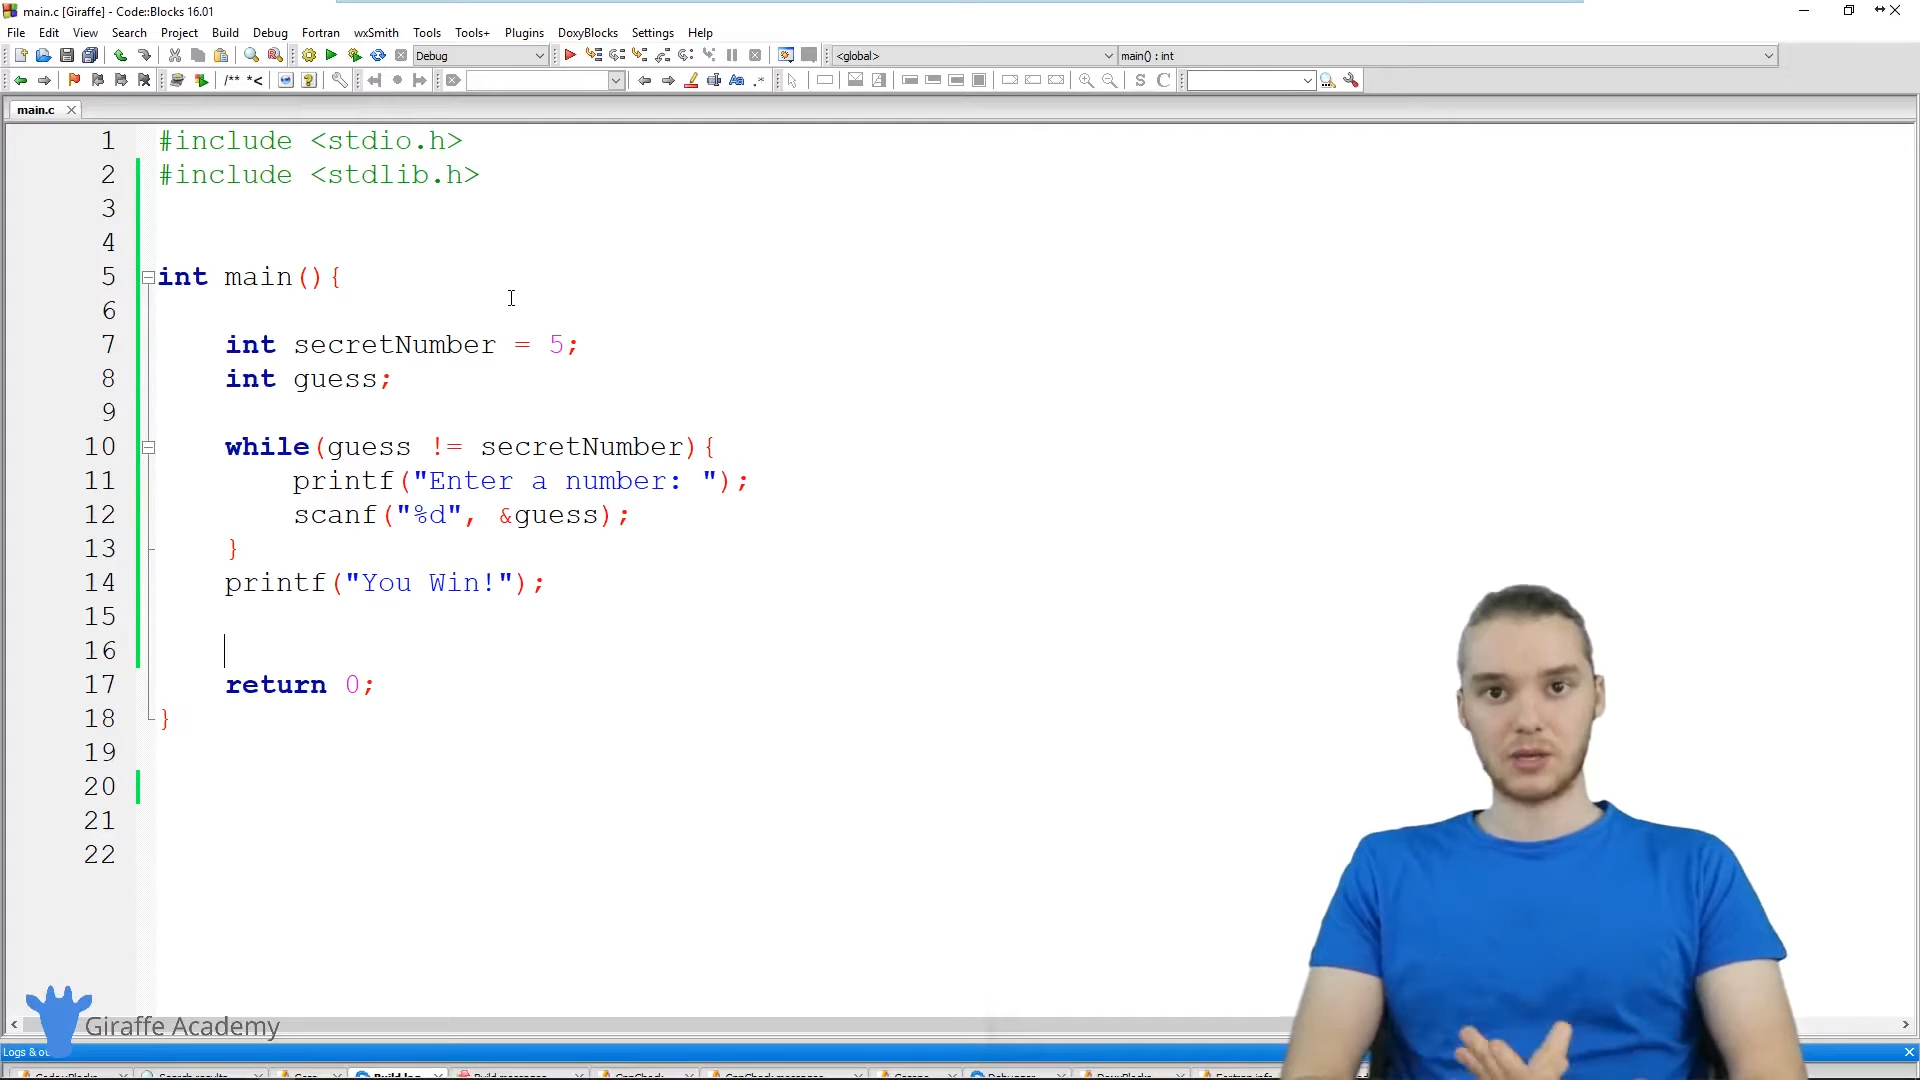 main.c [Giraffe] - Code::Blocks 16.01
File Edit View Search Project Build Debug Fortran wxSmith Tools Tools+ Plugins DoxyBlocks Settings Help
Debug <global> main() : int
/** *<
S C
main.c
1 #include <stdio.h>
2 #include <stdlib.h>
3
4
5 int main(){
6
7 int secretNumber = 5;
8 int guess;
9
10 while(guess != secretNumber){
11 printf("Enter a number: ");
12 scanf("%d", &guess);
13 }
14 printf("You Win!");
15
16
17 return 0;
18 }
19
20
21
22
Giraffe Academy
Logs &